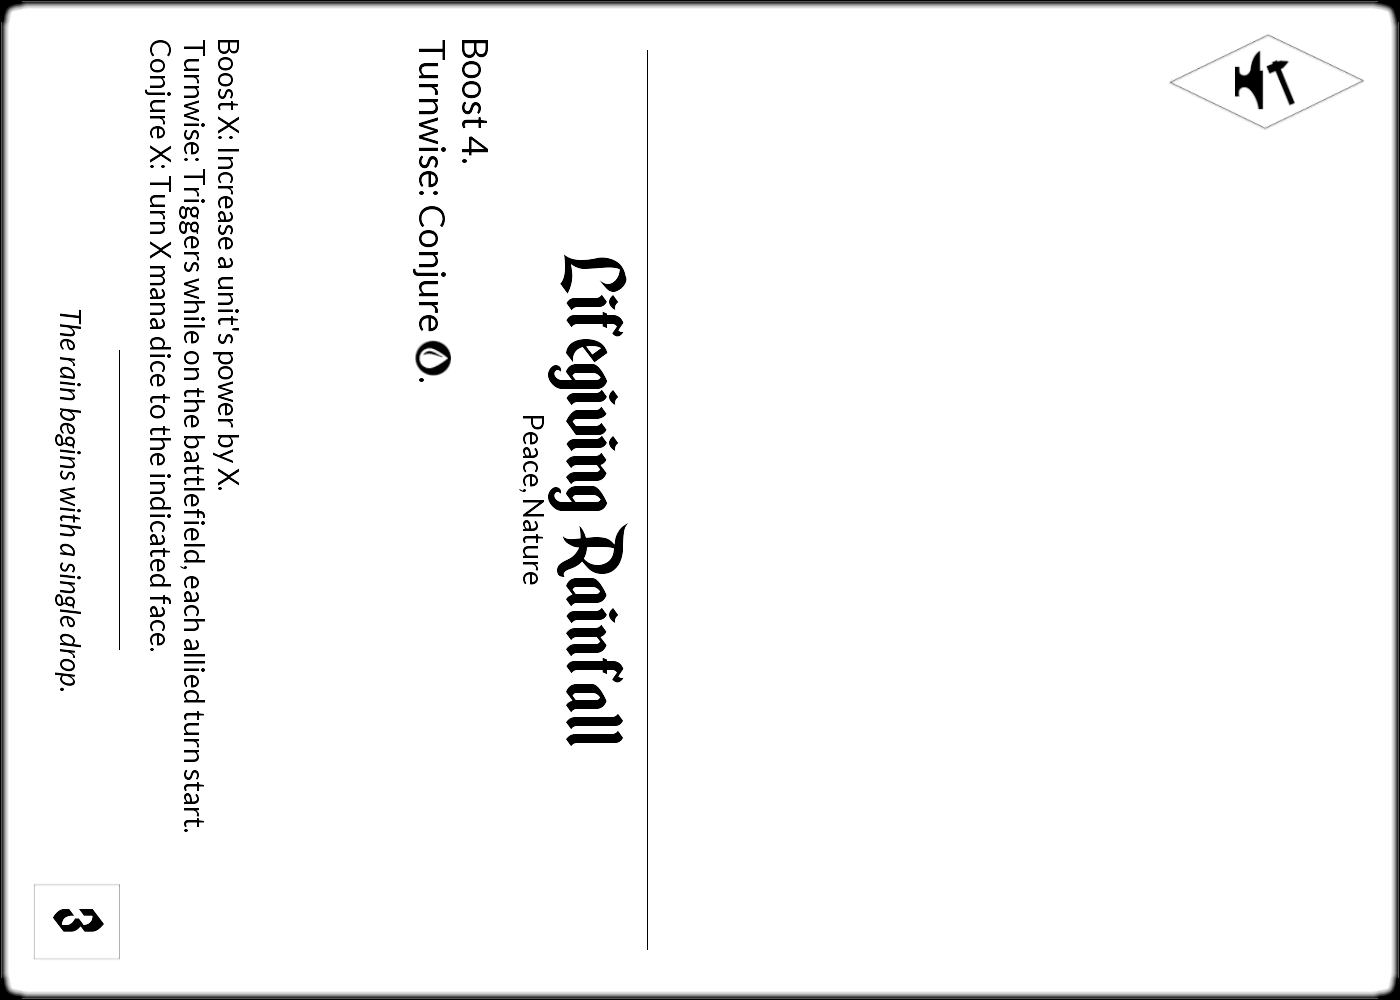 Lifegiving Rainfall
Peace, Nature
Boost 4.
Turnwise: Conjure .
Boost X: Increase a unit's power by X.
Turnwise: Triggers while on the battlefield, each allied turn start.
Conjure X: Turn X mana dice to the indicated face.
The rain begins with a single drop.
3